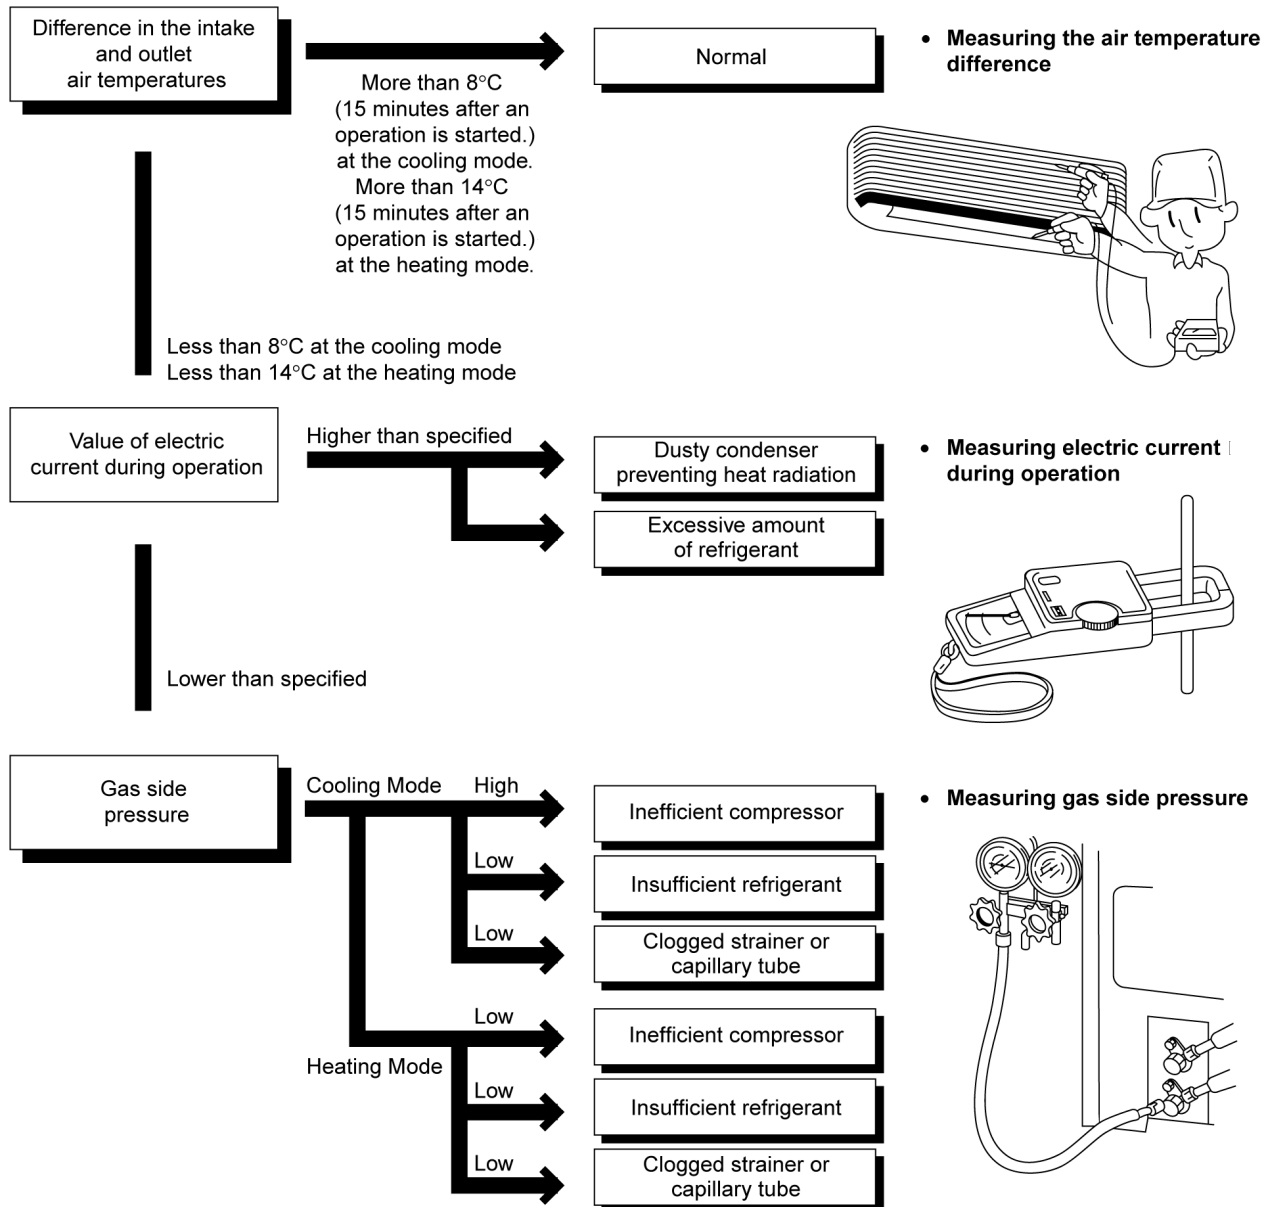 Difference in the intake
and outlet
air temperatures
More than 8°C
(15 minutes after an
operation is started.)
at the cooling mode.
More than 14°C
(15 minutes after an
operation is started.)
at the heating mode.
Normal
• Measuring the air temperature
difference
Less than 8°C at the cooling mode
Less than 14°C at the heating mode
Value of electric
current during operation
Higher than specified
Dusty condenser
preventing heat radiation
Excessive amount
of refrigerant
• Measuring electric current
during operation
Lower than specified
Gas side
pressure
Cooling Mode
High
Inefficient compressor
Low
Insufficient refrigerant
Low
Clogged strainer or
capillary tube
Heating Mode
Low
Inefficient compressor
Low
Insufficient refrigerant
Low
Clogged strainer or
capillary tube
• Measuring gas side pressure